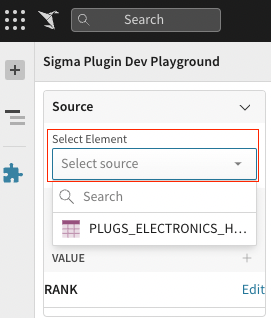 Search
Sigma Plugin Dev Playground
Source
Select Element
Select source
Search
PLUGS_ELECTRONICS_H...
VALUE
RANK
Edit